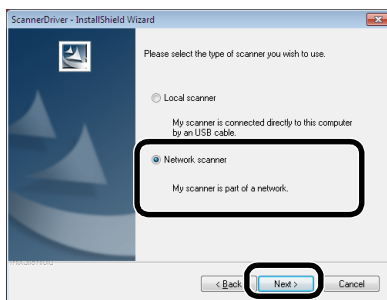 ScannerDriver - InstallShield Wizard
Please select the type of scanner you wish to use.
Local scanner
My scanner is connected directly to this computer
by an USB cable.
Network scanner
My scanner is part of a network.
InstallShield
< Back
Next >
Cancel